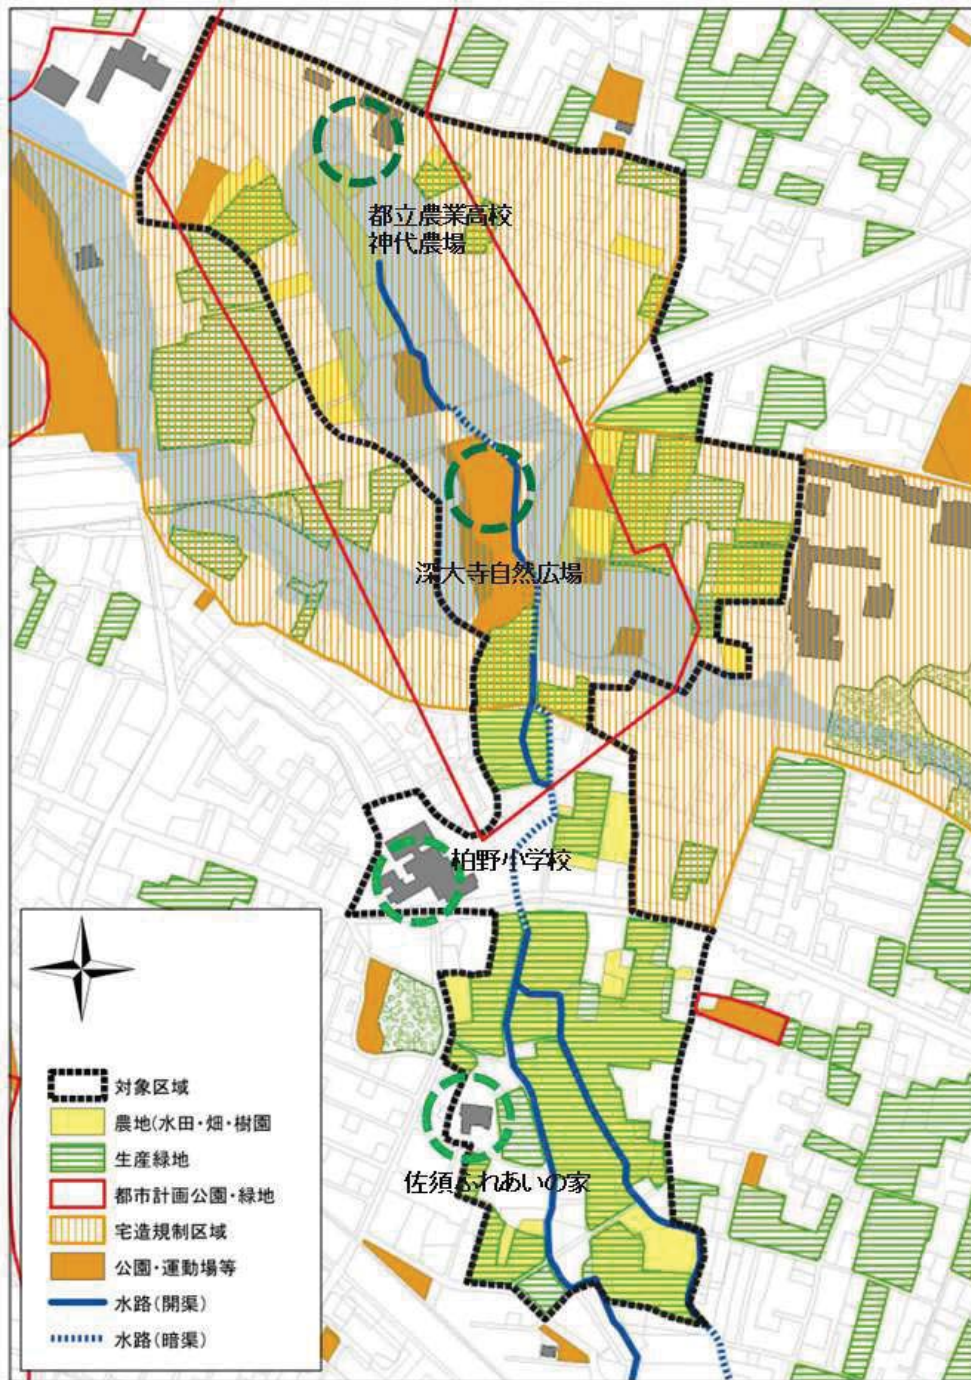 都立農業高校
神代農場
深大寺自然広場
柏野小学校
佐須ふれあいの家
対象区域
農地(水田・畑・樹園
生産緑地
都市計画公園・緑地
宅造規制区域
公園・運動場等
水路(開渠)
水路(暗渠)